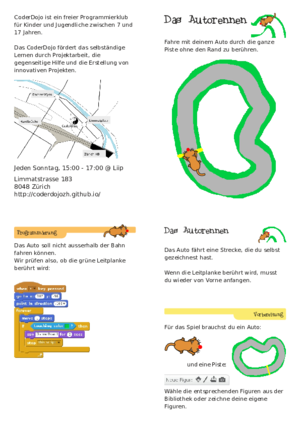 CoderDojo ist ein freier Programmierklub
für Kinder und Jugendliche zwischen 7 und
17 Jahren.
Das CoderDojo fördert das selbständige
Lernen durch Projektarbeit, die
gegenseitige Hilfe und die Erstellung von
innovativen Projekten.
Jeden Sonntag, 15:00 - 17:00 @ Liip
Limmatstrasse 183
8048 Zürich
http://coderdojozh.github.io/
Das Autorennen
Fahre mit deinem Auto durch die ganze
Piste ohne den Rand zu berühren.
Programmierung
Das Auto soll nicht ausserhalb der Bahn
fahren können.
Wir prüfen also, ob die grüne Leitplanke
berührt wird:
Das Autorennen
Das Auto fährt eine Strecke, die du selbst
gezeichnest hast.
Wenn die Leitplanke berührt wird, musst
du wieder von Vorne anfangen.
Vorbereitung
Für das Spiel brauchst du ein Auto:
und eine Piste
Neue Figur:
Wähle die entsprechenden Figuren aus der
Bibliothek oder zeichne deine eigene
Figuren.